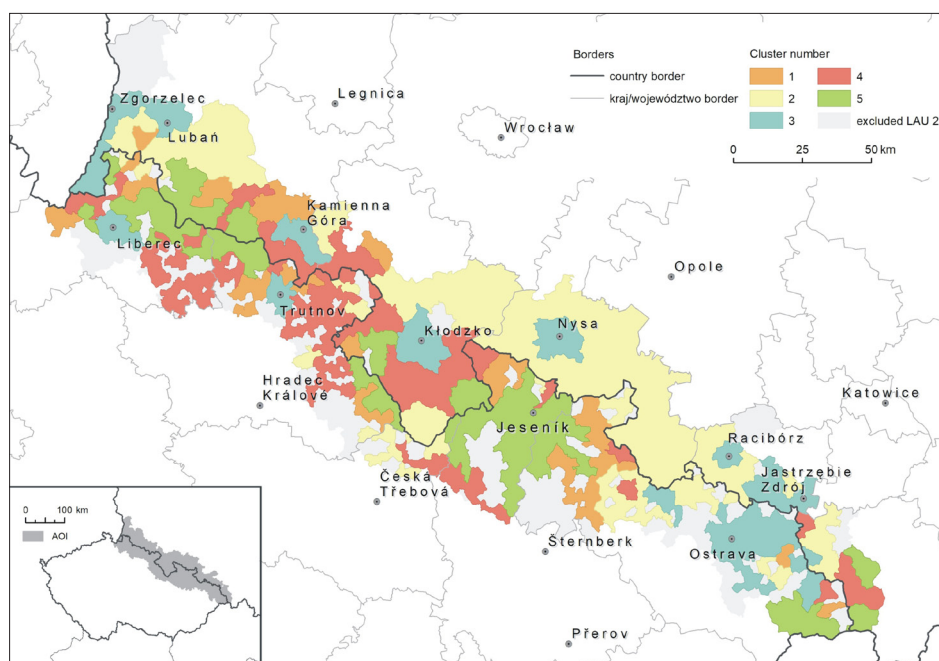 Borders
country border
kraj/województwo border
Cluster number
1
2
3
4
5
excluded LAU 2
0 25 50 km
Zgorzelec
Lubań
Legnica
Wrocław
Kamienna
Góra
Liberec
Opole
Trutnov
Kłodzko
Nysa
Hradec
Králové
Katowice
Jeseník
Racibórz
Jastrzębie
Zdrój
Česká
Třebová
Ostrava
Šternberk
Přerov
0 100 km
AOI